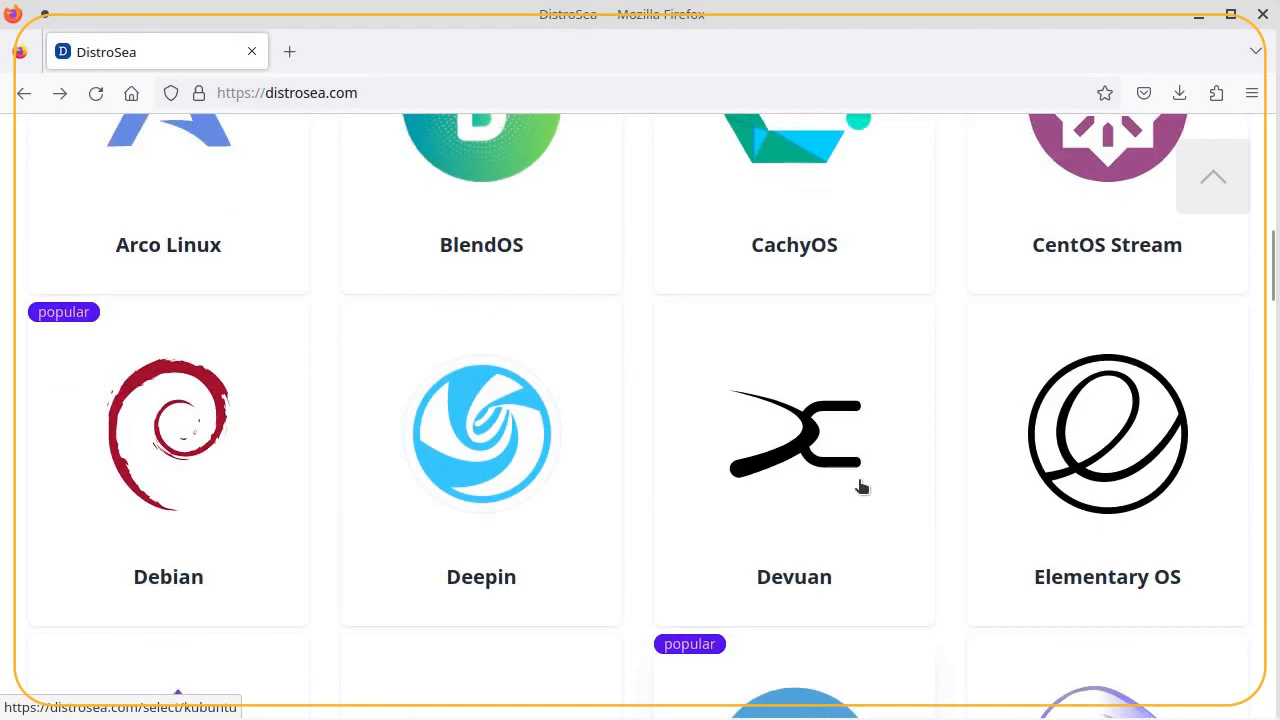 DistroSea — Mozilla Firefox
DistroSea
https://distrosea.com
Arco Linux
BlendOS
CachyOS
CentOS Stream
popular
Debian
Deepin
Devuan
Elementary OS
popular
https://distrosea.com/select/kubuntu